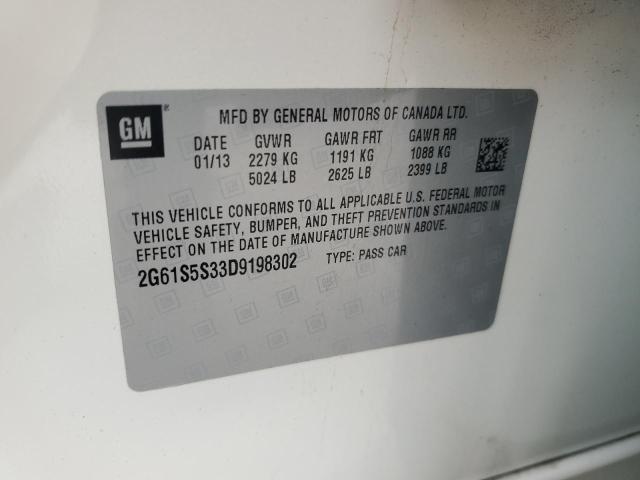 GM
MFD BY GENERAL MOTORS OF CANADA LTD.
DATE GVWR GAWR FRT GAWR RR
01/13 2279 KG 1191 KG 1088 KG
5024 LB 2625 LB 2399 LB
THIS VEHICLE CONFORMS TO ALL APPLICABLE U.S. FEDERAL MOTOR
VEHICLE SAFETY, BUMPER, AND THEFT PREVENTION STANDARDS IN
EFFECT ON THE DATE OF MANUFACTURE SHOWN ABOVE.
2G61S5S33D9198302 TYPE: PASS CAR